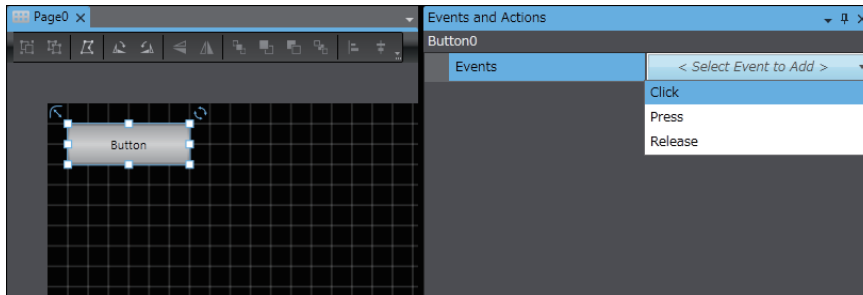 Page0
Events and Actions
Button0
Events
< Select Event to Add >
Click
Press
Release
Button